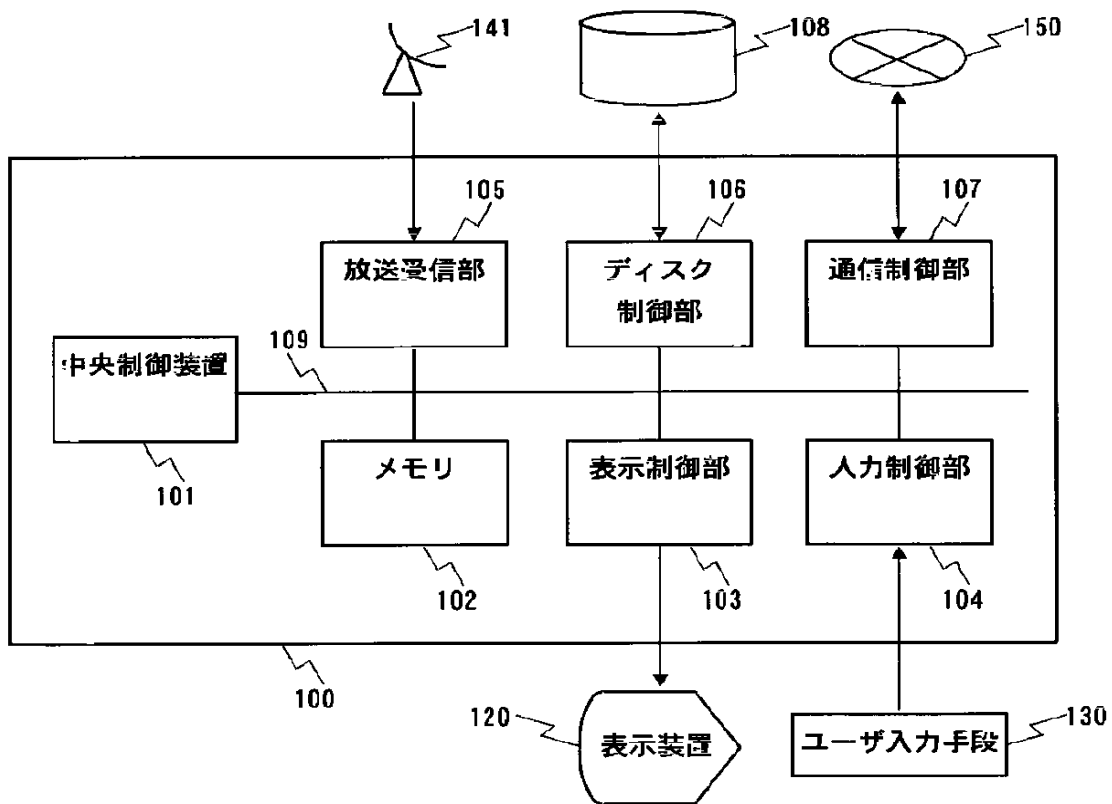 141
108
150
105
106
107
放送受信部
ディスク
制御部
通信制御部
中央制御装置
109
101
メモリ
表示制御部
入力制御部
102
103
104
100
120
表示装置
ユーザ入力手段
130